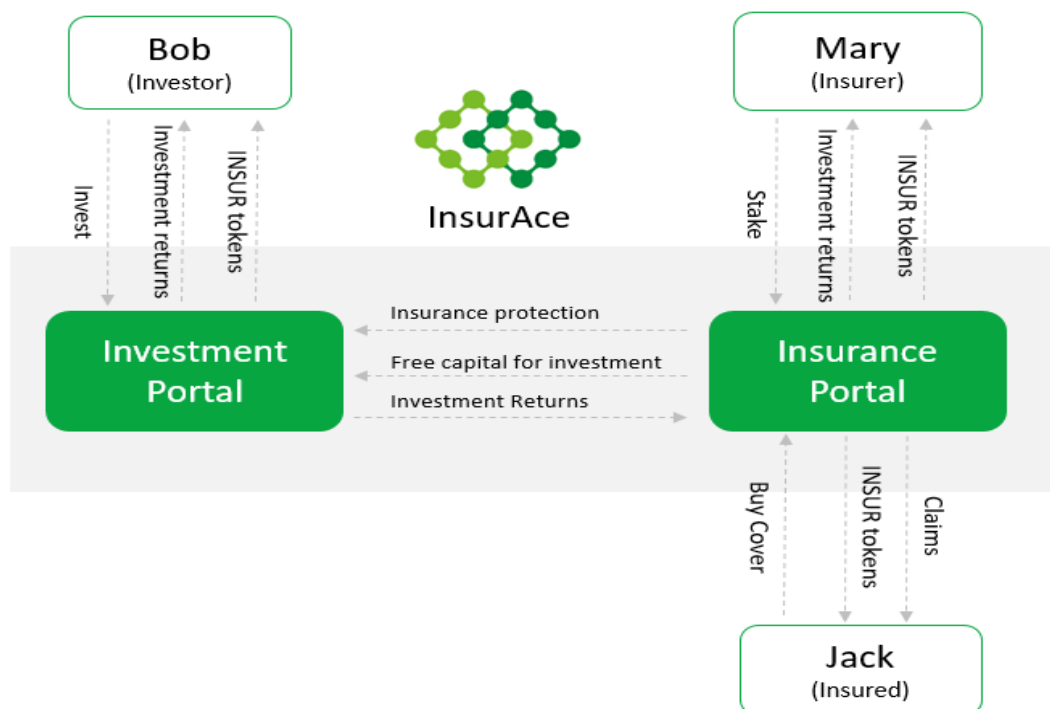 Bob
(Investor)
Mary
(Insurer)
InsurAce
Invest
Investment returns
INSUR tokens
Stake
Investment returns
INSUR tokens
Investment
Portal
Insurance protection
Free capital for investment
Investment Returns
Insurance
Portal
Buy Cover
INSUR tokens
Claims
Jack
(Insured)